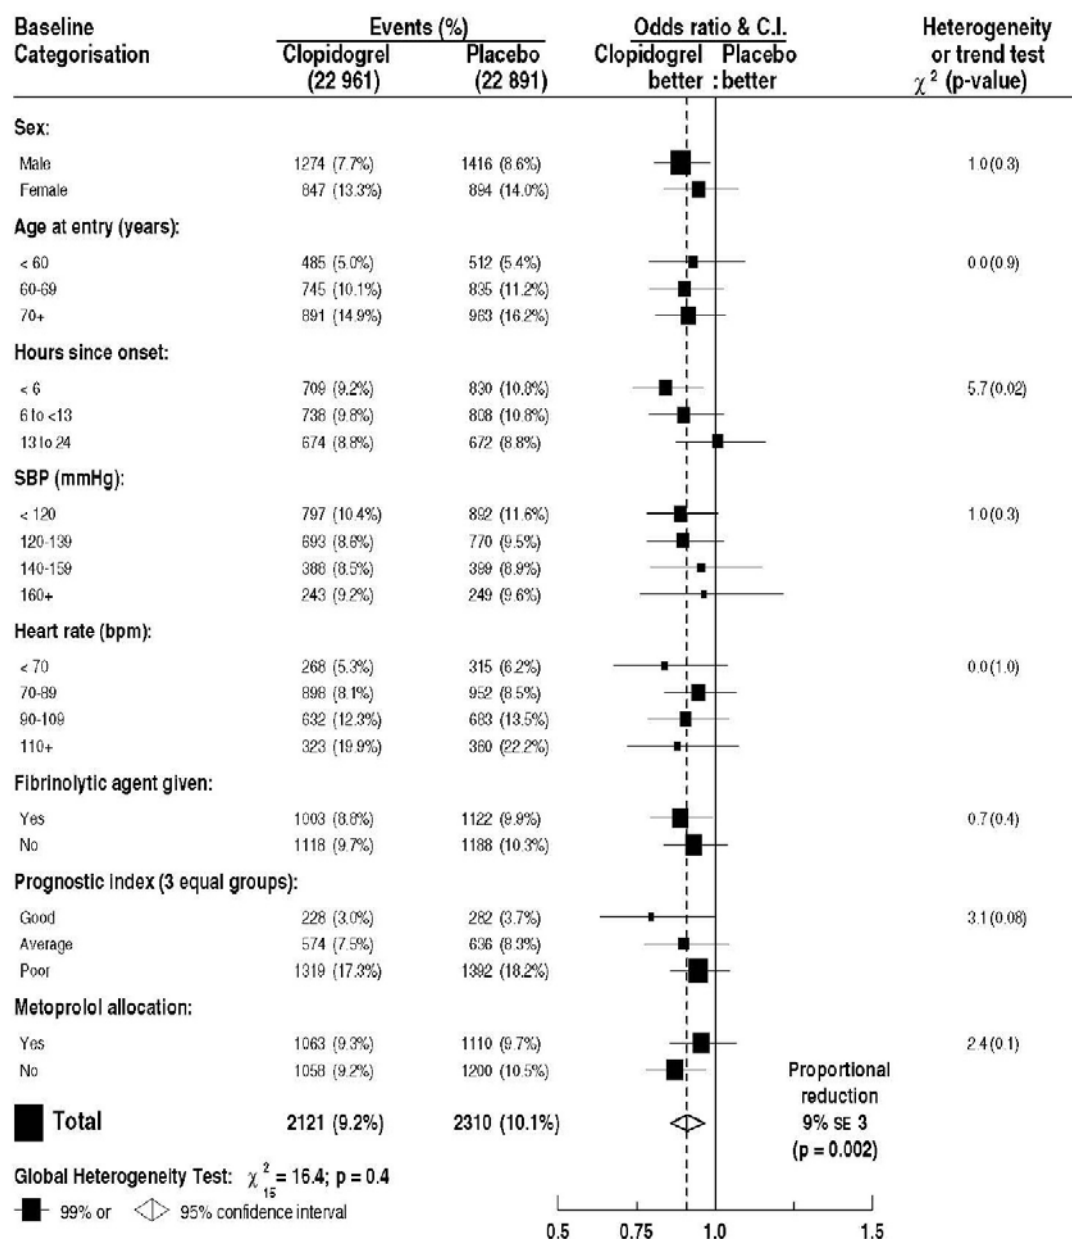 Baseline Events (%) Odds ratio & C.I. Heterogeneity
Categorisation Clopidogrel Placebo Clopidogrel Placebo or trend test
(22 961) (22 891) better : better χ² (p-value)
Sex:
Male 1274 (7.7%) 1416 (8.6%) 1.0(0.3)
Female 847 (13.3%) 894 (14.0%)
Age at entry (years):
< 60 485 (5.0%) 512 (5.4%) 0.0(0.9)
60-69 745 (10.1%) 835 (11.2%)
70+ 891 (14.9%) 963 (16.2%)
Hours since onset:
< 6 709 (9.2%) 830 (10.8%) 5.7(0.02)
6 to <13 738 (9.8%) 808 (10.8%)
13 to 24 674 (8.8%) 672 (8.8%)
SBP (mmHg):
< 120 797 (10.4%) 892 (11.6%) 1.0(0.3)
120-139 693 (8.6%) 770 (9.5%)
140-159 388 (8.5%) 399 (8.9%)
160+ 243 (9.2%) 249 (9.6%)
Heart rate (bpm):
< 70 268 (5.3%) 315 (6.2%) 0.0(1.0)
70-89 898 (8.1%) 952 (8.5%)
90-109 632 (12.3%) 683 (13.5%)
110+ 323 (19.9%) 360 (22.2%)
Fibrinolytic agent given:
Yes 1003 (8.8%) 1122 (9.9%) 0.7(0.4)
No 1118 (9.7%) 1188 (10.3%)
Prognostic index (3 equal groups):
Good 228 (3.0%) 282 (3.7%) 3.1(0.08)
Average 574 (7.5%) 636 (8.3%)
Poor 1319 (17.3%) 1392 (18.2%)
Metoprolol allocation:
Yes 1063 (9.3%) 1110 (9.7%) 2.4(0.1)
No 1058 (9.2%) 1200 (10.5%) Proportional
reduction
Total 2121 (9.2%) 2310 (10.1%) 9% SE 3
(p = 0.002)
Global Heterogeneity Test: χ²₁₆ = 16.4; p = 0.4
99% or 95% confidence interval
0.5 0.75 1.0 1.5